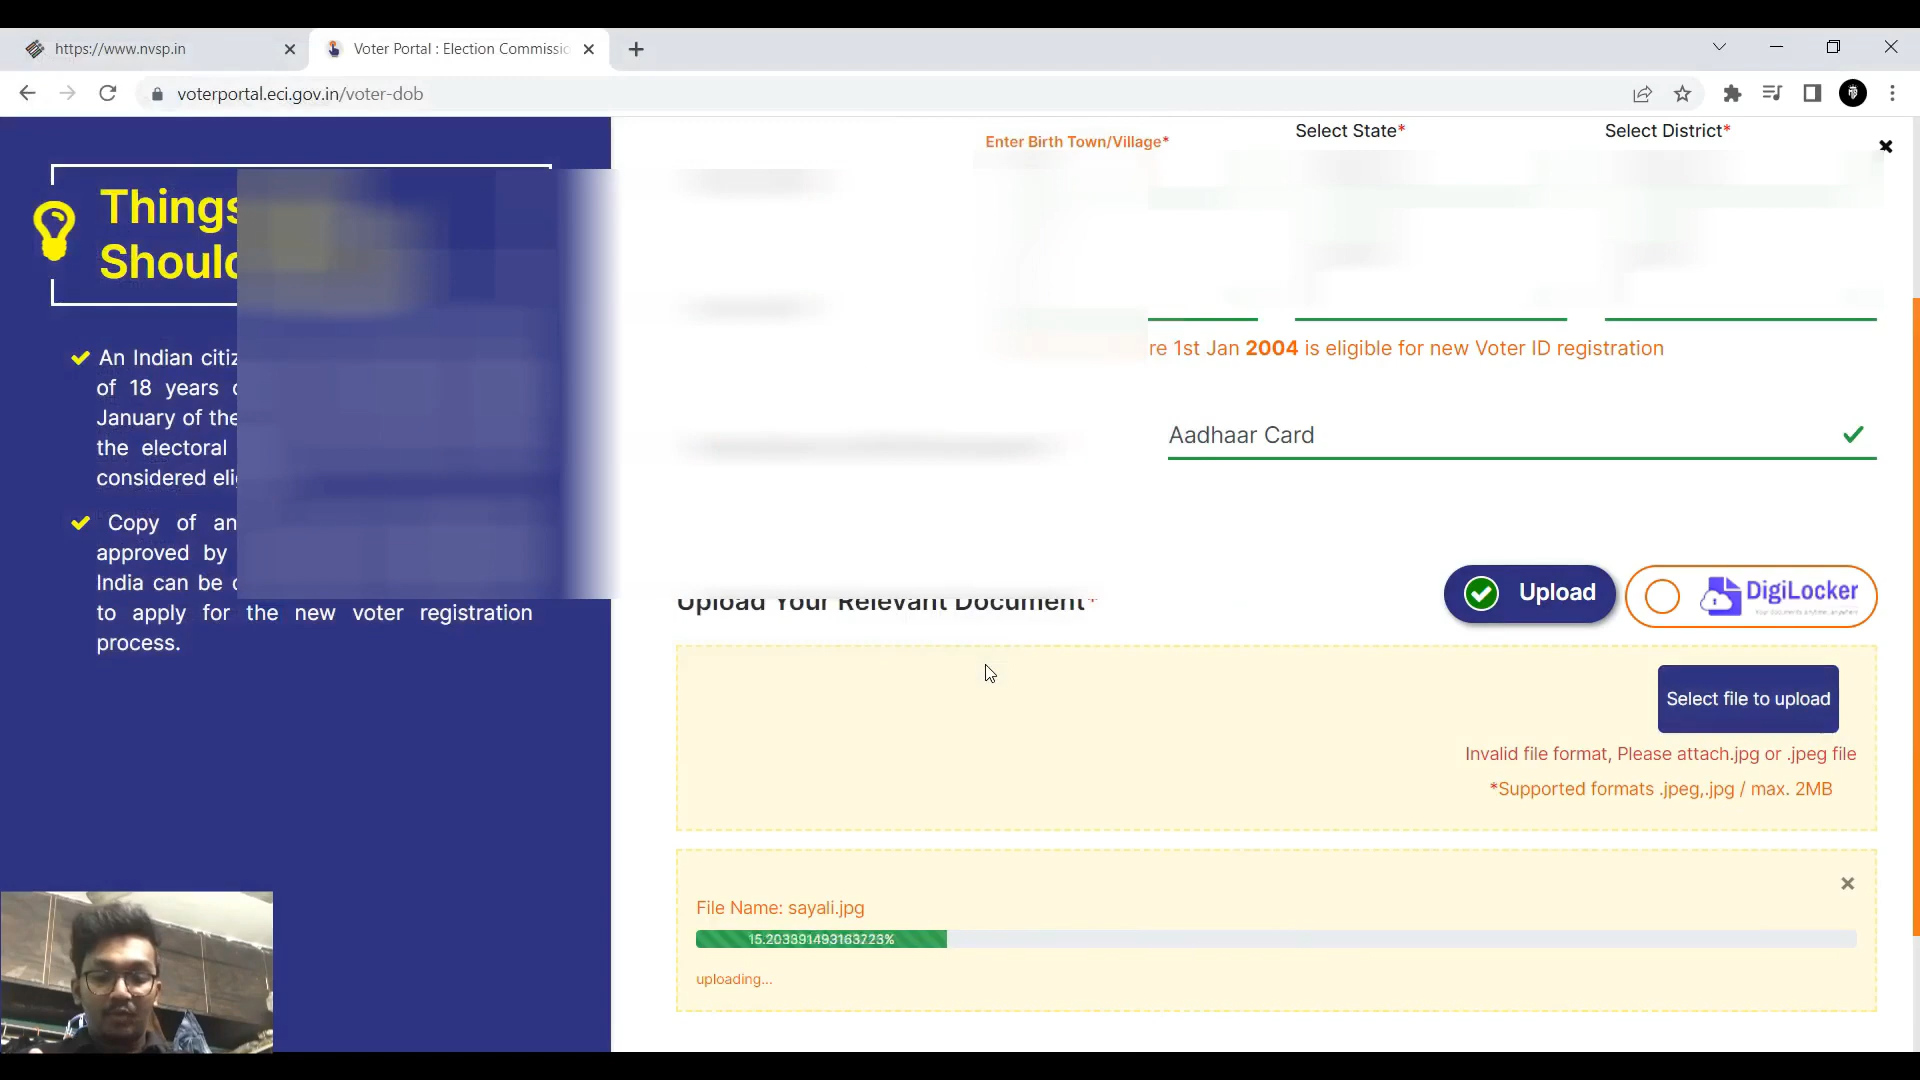 https://www.nvsp.in
Voter Portal : Election Commissio
voterportal.eci.gov.in/voter-dob
Enter Birth Town/Village*
Select State*
Select District*
Things
Should
An Indian citiz
of 18 years
January of the
the electoral
considered eli
Copy of an
approved by
India can be
to apply for the new voter registration
process.
re 1st Jan 2004 is eligible for new Voter ID registration
Aadhaar Card
Upload Your Relevant Document*
Upload
DigiLocker
Select file to upload
Invalid file format, Please attach.jpg or .jpeg file
*Supported formats .jpeg,.jpg / max. 2MB
File Name: sayali.jpg
15.203391493163723%
uploading...